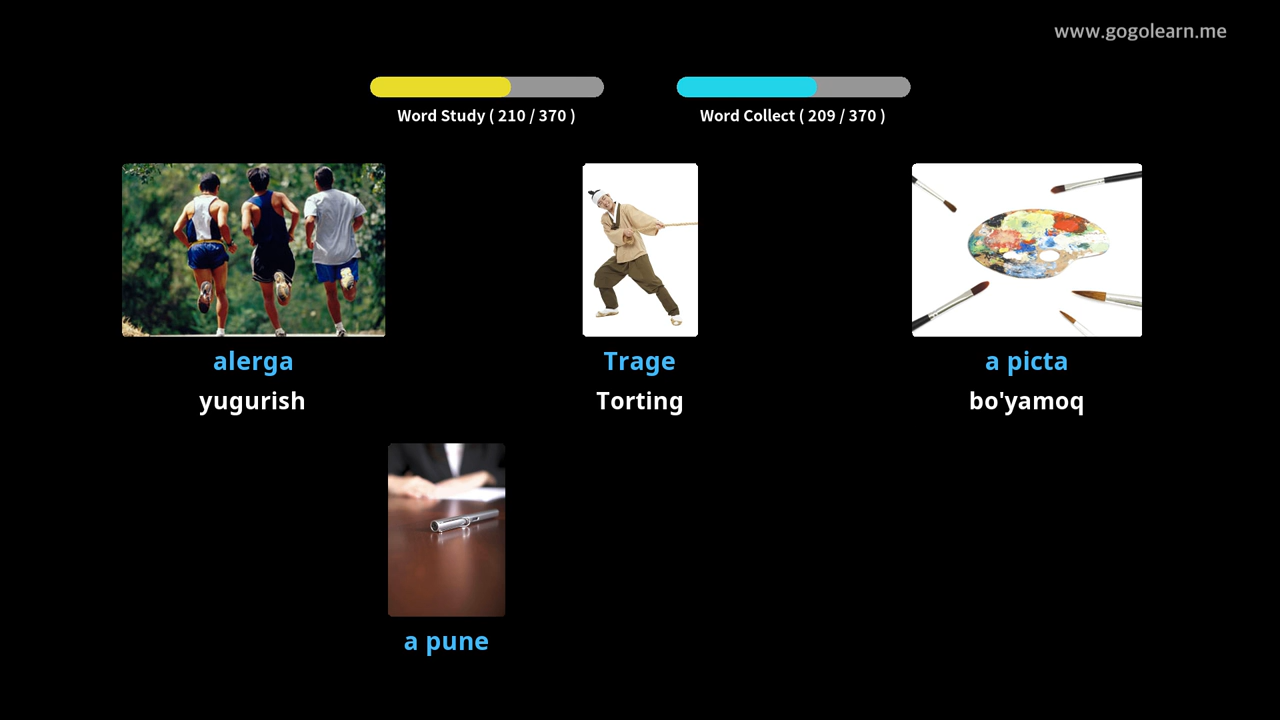 www.gogolearn.me
Word Study ( 210 / 370 )
Word Collect ( 209 / 370 )
alerga
yugurish
Trage
Torting
a picta
bo'yamoq
a pune